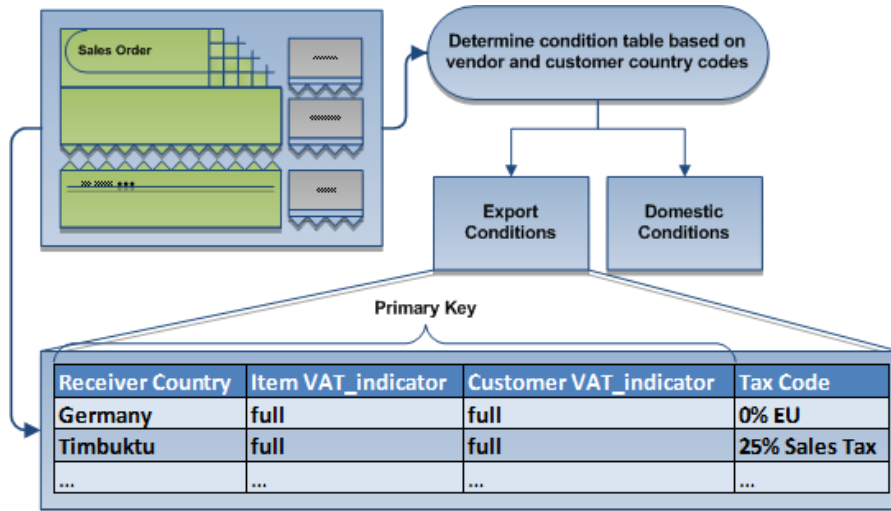 Sales Order
Determine condition table based on
vendor and customer country codes
Export
Conditions
Domestic
Conditions
Primary Key
Receiver Country Item VAT_indicator Customer VAT_indicator Tax Code
Germany full full 0% EU
Timbuktu full full 25% Sales Tax
... ... ... ...